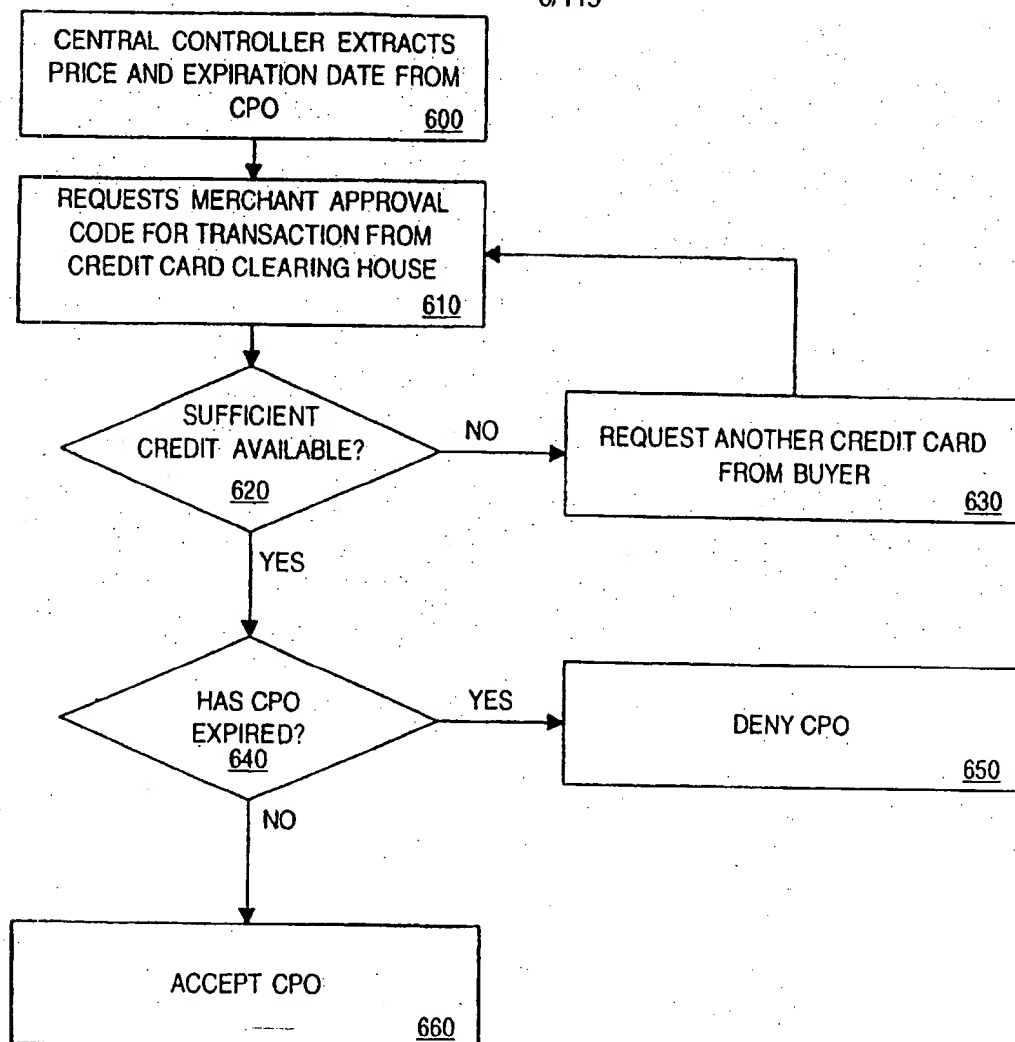 CENTRAL CONTROLLER EXTRACTS
PRICE AND EXPIRATION DATE FROM
CPO
600
REQUESTS MERCHANT APPROVAL
CODE FOR TRANSACTION FROM
CREDIT CARD CLEARING HOUSE
610
SUFFICIENT
CREDIT AVAILABLE?
620
NO
REQUEST ANOTHER CREDIT CARD
FROM BUYER
630
YES
HAS CPO
EXPIRED?
640
YES
DENY CPO
650
NO
ACCEPT CPO
660